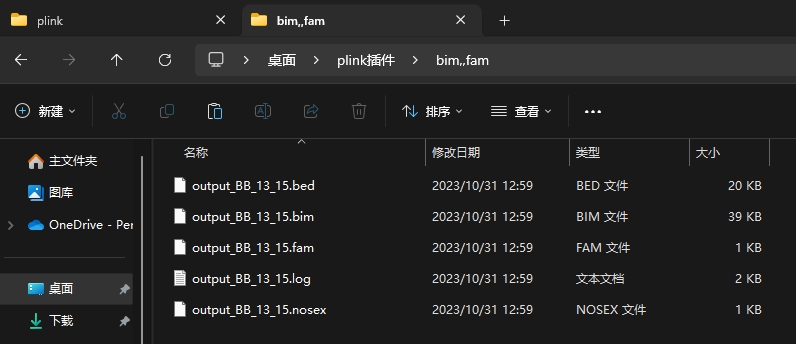 plink
bim,,fam
桌面 plink插件 bim,,fam
新建 排序 查看
名称 修改日期 类型 大小
主文件夹
图库
OneDrive - Per
桌面
下载
output_BB_13_15.bed 2023/10/31 12:59 BED 文件 20 KB
output_BB_13_15.bim 2023/10/31 12:59 BIM 文件 39 KB
output_BB_13_15.fam 2023/10/31 12:59 FAM 文件 1 KB
output_BB_13_15.log 2023/10/31 12:59 文本文档 2 KB
output_BB_13_15.nosex 2023/10/31 12:59 NOSEX 文件 1 KB